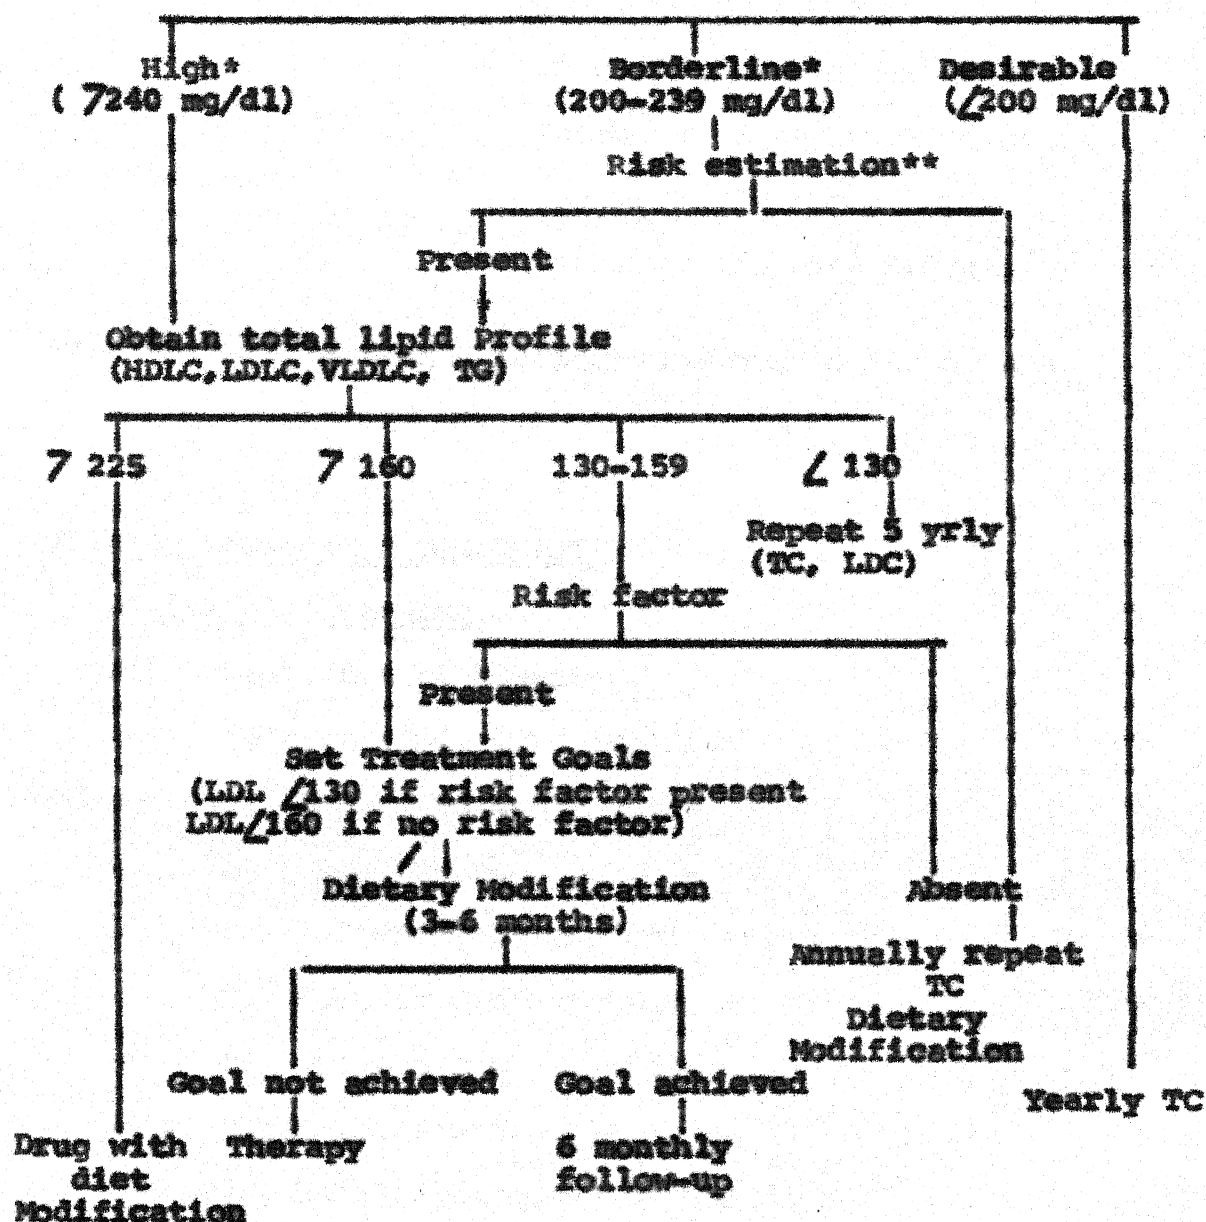 High* Borderline* Desirable
( >240 mg/dl) (200-239 mg/dl) (<200 mg/dl)
Risk estimation**
Present
Obtain total lipid Profile
(HDLC,LDLC,VLDLC, TG)
> 225 > 160 130-159 < 130
Repeat 5 yrly
(TC, LDC)
Risk factor
Present
Set Treatment Goals
(LDL <130 if risk factor present
LDL<160 if no risk factor)
Dietary Modification Absent
(3-6 months)
Annually repeat
TC
Dietary
Modification
Goal not achieved Goal achieved
Yearly TC
Drug with Therapy 6 monthly
diet follow-up
Modification